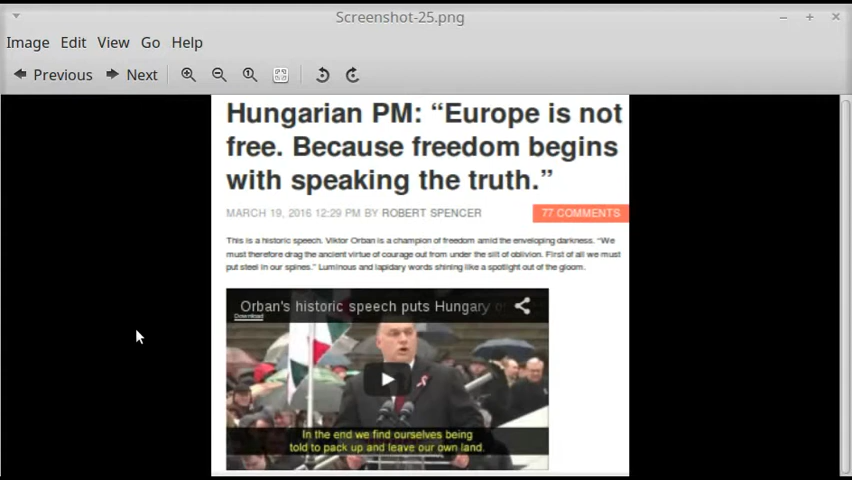 Screenshot-25.png
Image Edit View Go Help
Previous Next
Hungarian PM: “Europe is not
free. Because freedom begins
with speaking the truth.”
MARCH 19, 2016 12:29 PM BY ROBERT SPENCER
77 COMMENTS
This is a historic speech. Viktor Orban is a champion of freedom amid the enveloping darkness. “We
must therefore drag the ancient virtue of courage out from under the silt of oblivion. First of all we must
put steel in our spines.” Luminous and lapidary words shining like a spotlight out of the gloom.
Orban's historic speech puts Hungary
Download
In the end we find ourselves being
told to pack up and leave our own land.